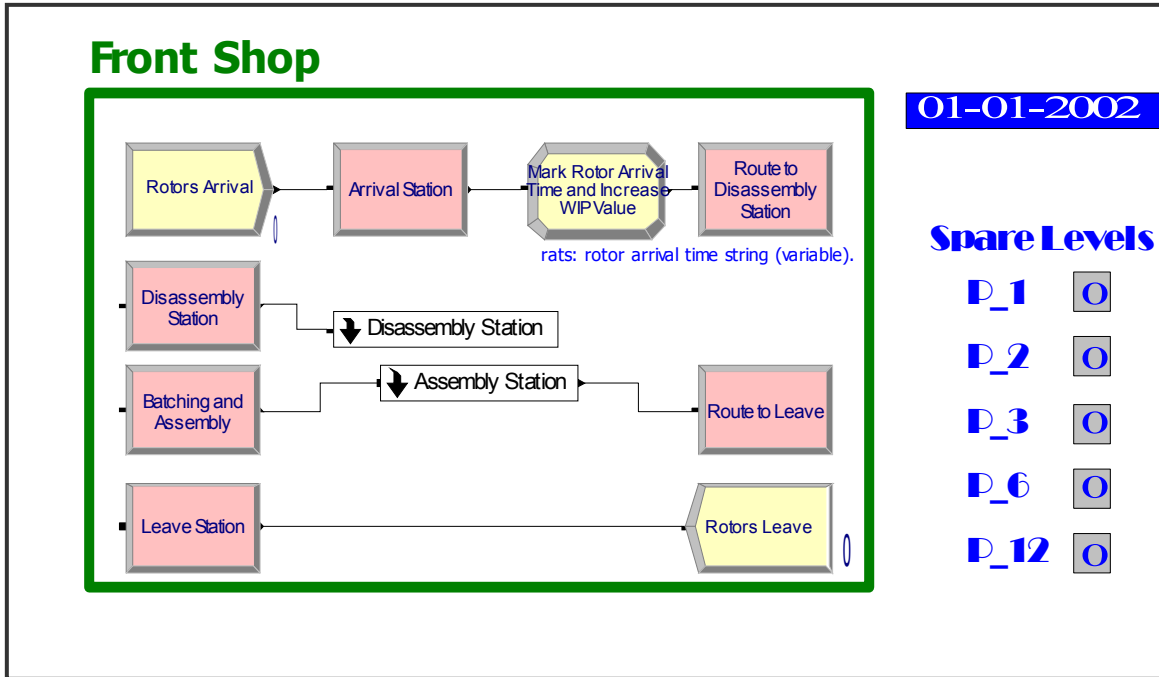 Front Shop
01-01-2002
Rotors Arrival
0
Arrival Station
Mark Rotor Arrival
Time and Increase
WIP Value
Route to
Disassembly
Station
rats: rotor arrival time string (variable).
Disassembly
Station
Disassembly Station
Batching and
Assembly
Assembly Station
Route to Leave
Leave Station
Rotors Leave
0
Spare Levels
P_1 0
P_2 0
P_3 0
P_6 0
P_12 0